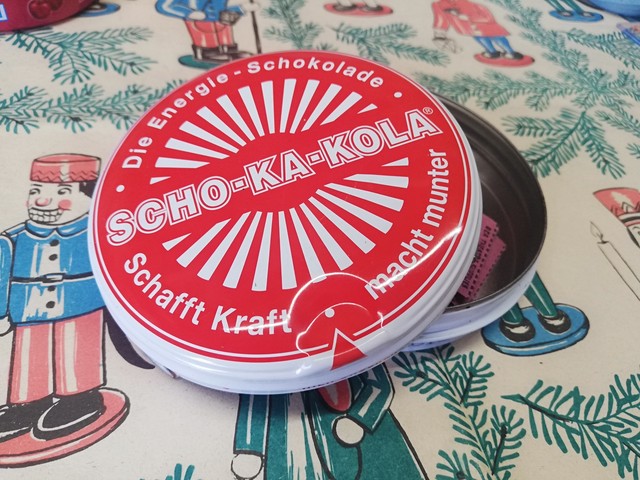 Die Energie-Schokolade
SCHO-KA-KOLA®
Schafft Kraft
macht munter